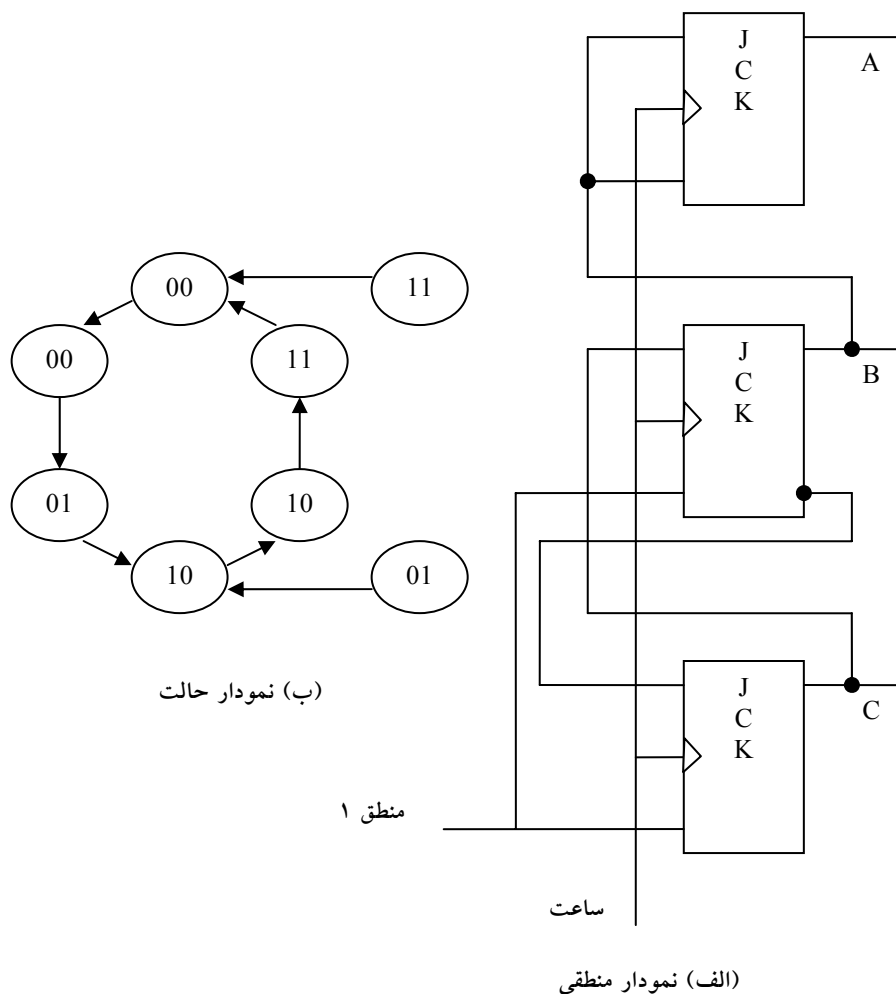 J
C
K
A
00
11
00
11
J
C
K
B
01
10
10
01
(ب) نمودار حالت
J
C
K
C
منطق ۱
ساعت
(الف) نمودار منطقی